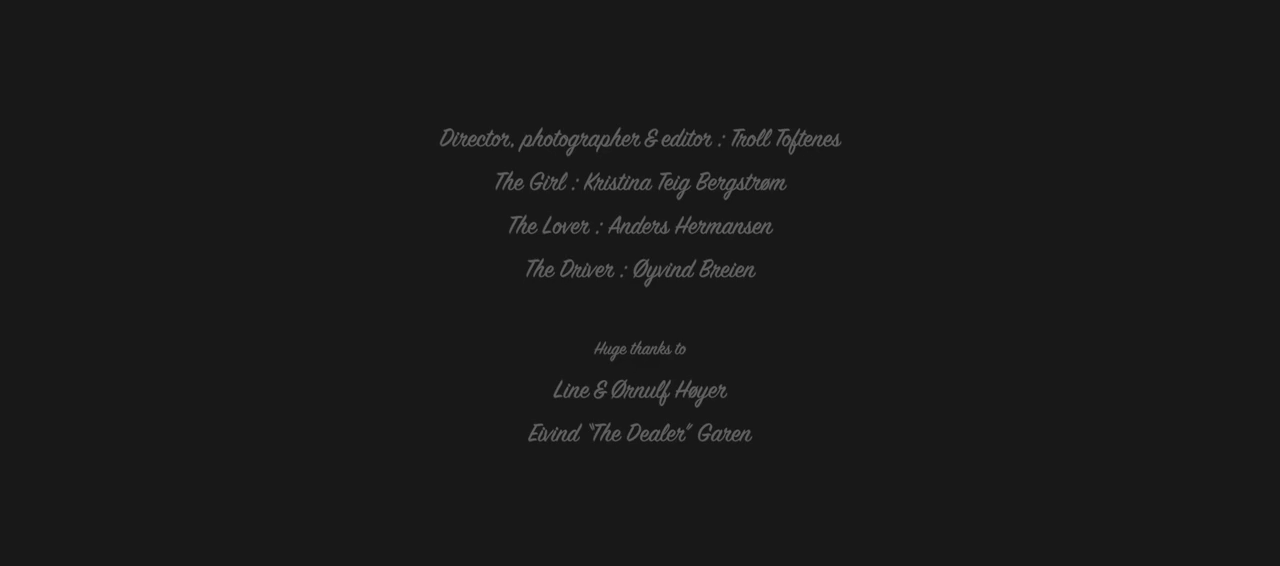 Director, photographer & editor : Troll Toftenes
The Girl : Kristina Teig Bergstrøm
The Lover : Anders Hermansen
The Driver : Øyvind Breien
Huge thanks to
Line & Ørnulf Høyer
Eivind “The Dealer” Garen